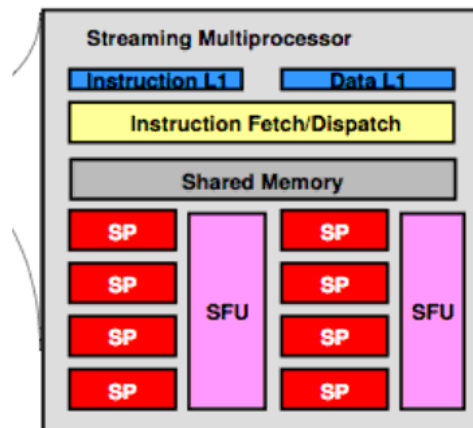 Streaming Multiprocessor
Instruction L1 Data L1
Instruction Fetch/Dispatch
Shared Memory
SP SP
SP SP
SFU SFU
SP SP
SP SP